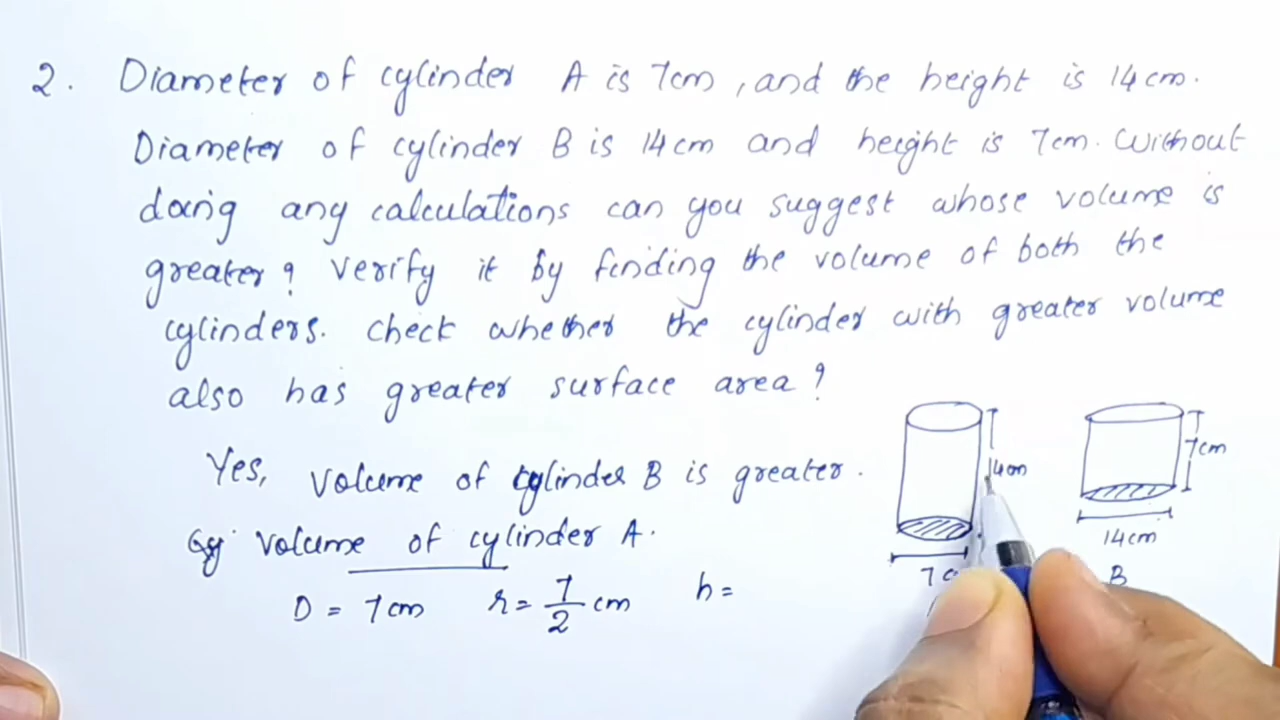 2. Diameter of cylinder A is 7cm, and the height is 14cm.
Diameter of cylinder B is 14cm and height is 7cm. Without
doing any calculations can you suggest whose volume is
greater? Verify it by finding the volume of both the
cylinders. Check whether the cylinder with greater volume
also has greater surface area?
Yes, volume of cylinder B is greater.
volume of cylinder A.
D = 7cm r = 7/2 cm h =
14cm
7cm
14cm
B